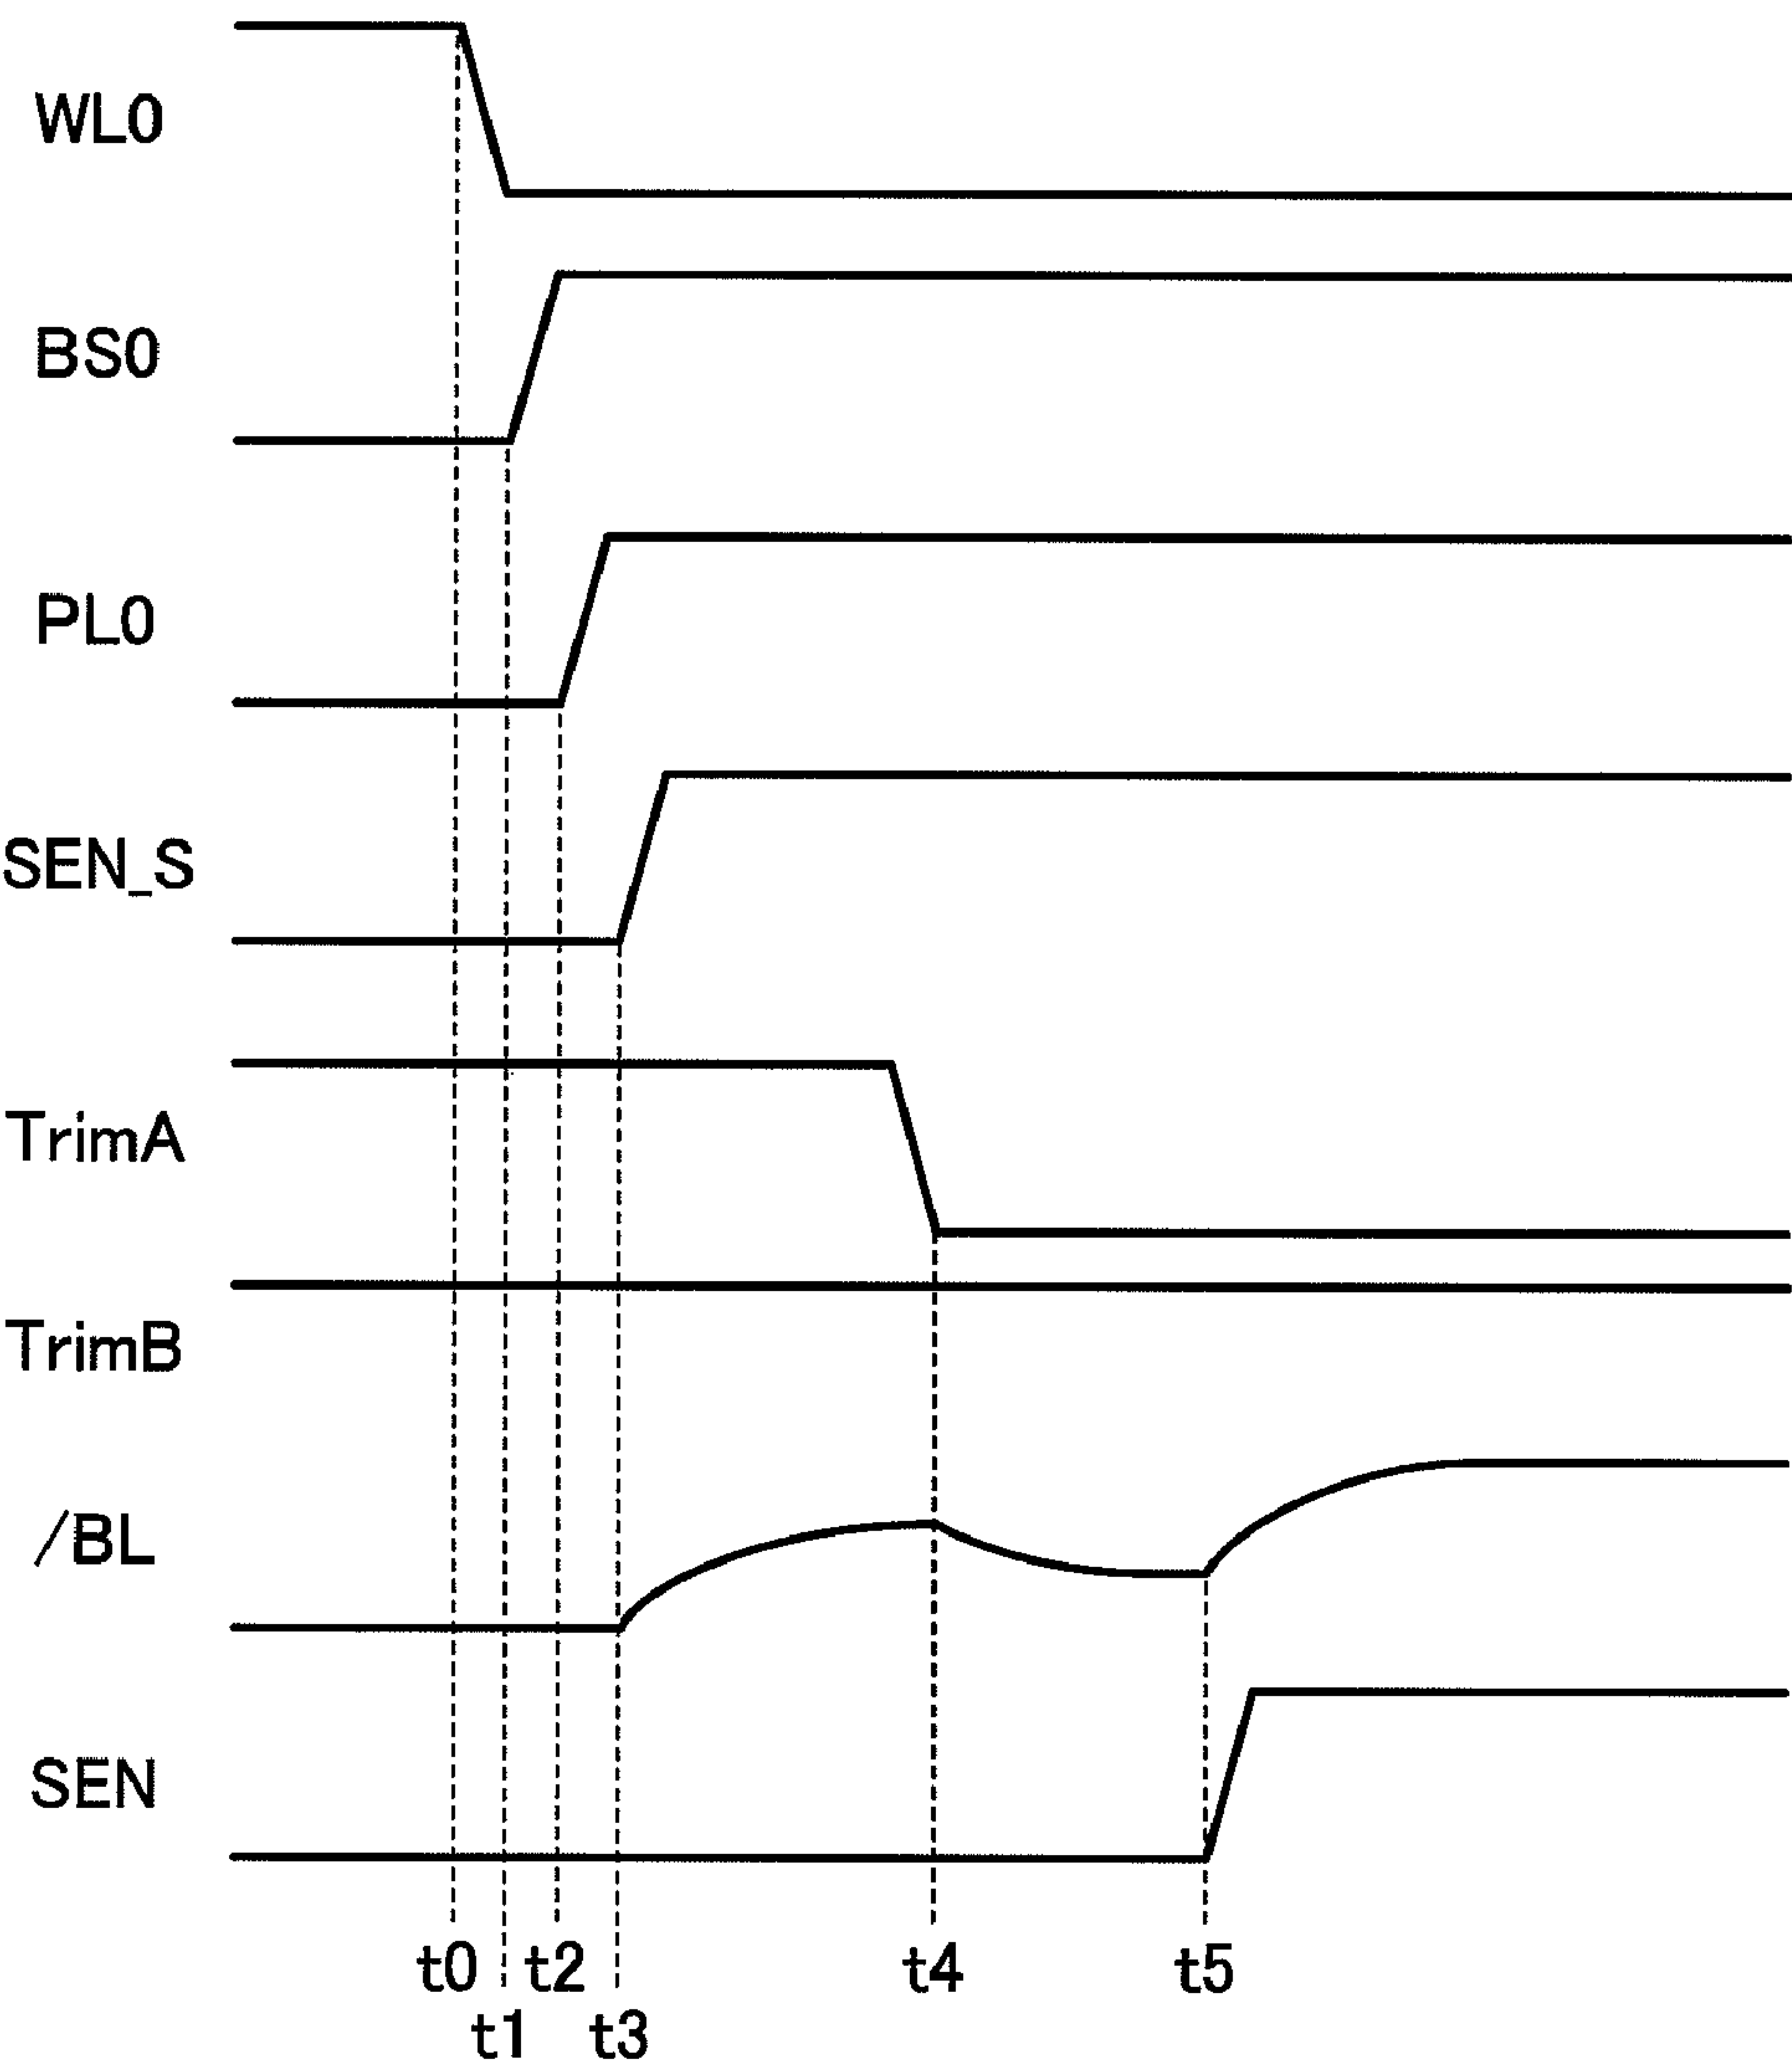 WL0
BS0
PL0
SEN_S
TrimA
TrimB
/BL
SEN
t0 t2 t4 t5
t1 t3